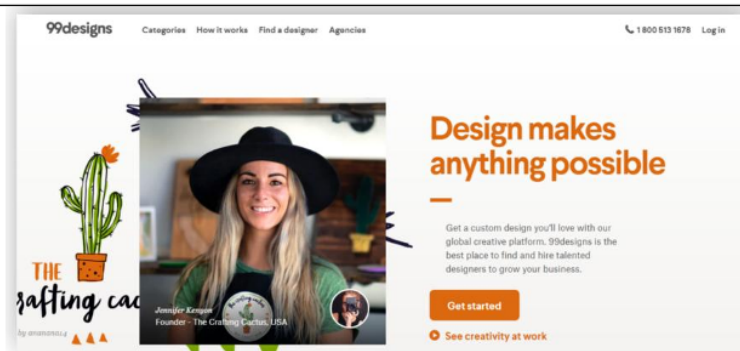 99designs
Categories How it works Find a designer Agencies
1 800 513 1678 Log in
Design makes
anything possible
Get a custom design you'll love with our
global creative platform. 99designs is the
best place to find and hire talented
designers to grow your business.
Get started
See creativity at work
THE
rafting cac
Jennifer Kenyon
Founder - The Crafting Cactus, USA